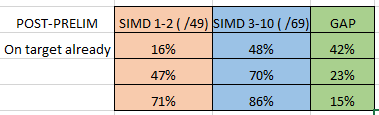 POST-PRELIM SIMD 1-2 ( /49) SIMD 3-10 ( /69) GAP
On target already 16% 48% 42%
47% 70% 23%
71% 86% 15%